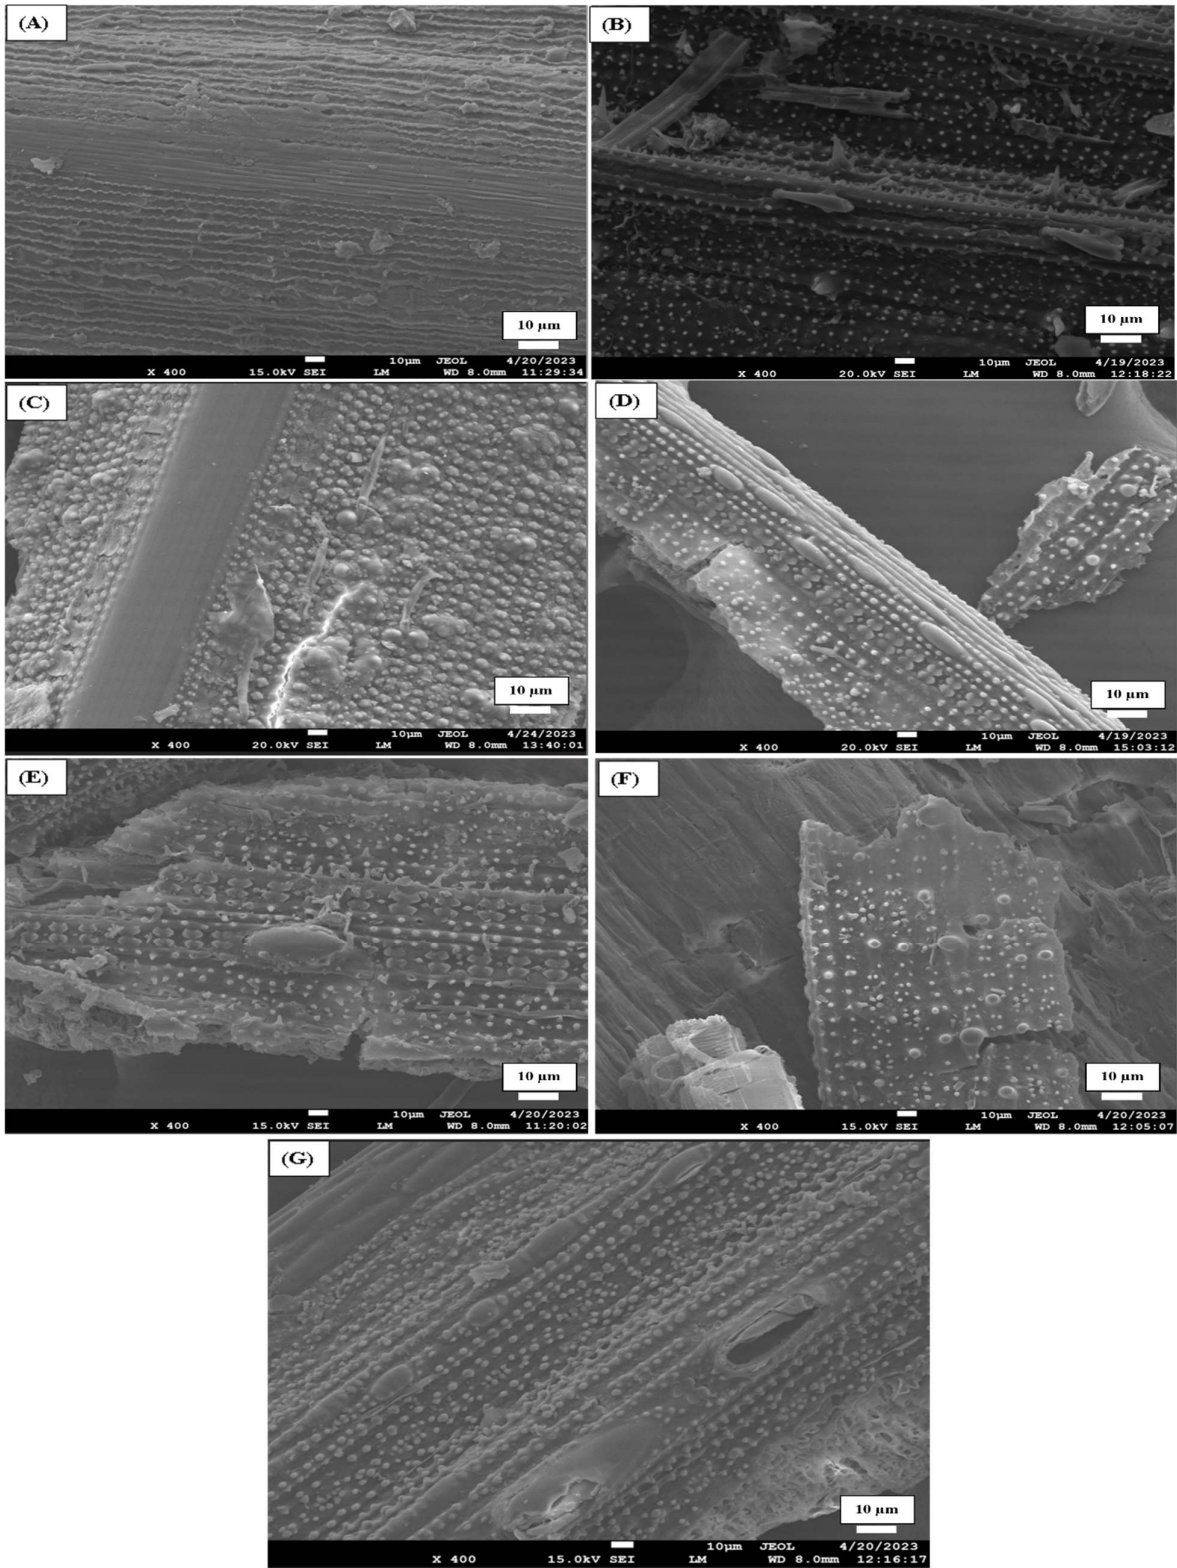 (A)
10 µm
10µm JEOL 4/20/2023
X 400 15.0kV SEI LM WD 8.0mm 11:29:34
(B)
10 µm
10µm JEOL 4/19/2023
X 400 20.0kV SEI LM WD 8.0mm 12:18:22
(C)
10 µm
10µm JEOL 4/24/2023
X 400 20.0kV SEI LM WD 8.0mm 13:40:01
(D)
10 µm
10µm JEOL 4/19/2023
X 400 20.0kV SEI LM WD 8.0mm 15:03:12
(E)
10 µm
10µm JEOL 4/20/2023
X 400 15.0kV SEI LM WD 8.0mm 11:20:02
(F)
10 µm
10µm JEOL 4/20/2023
X 400 15.0kV SEI LM WD 8.0mm 12:05:07
(G)
10 µm
10µm JEOL 4/20/2023
X 400 15.0kV SEI LM WD 8.0mm 12:16:17